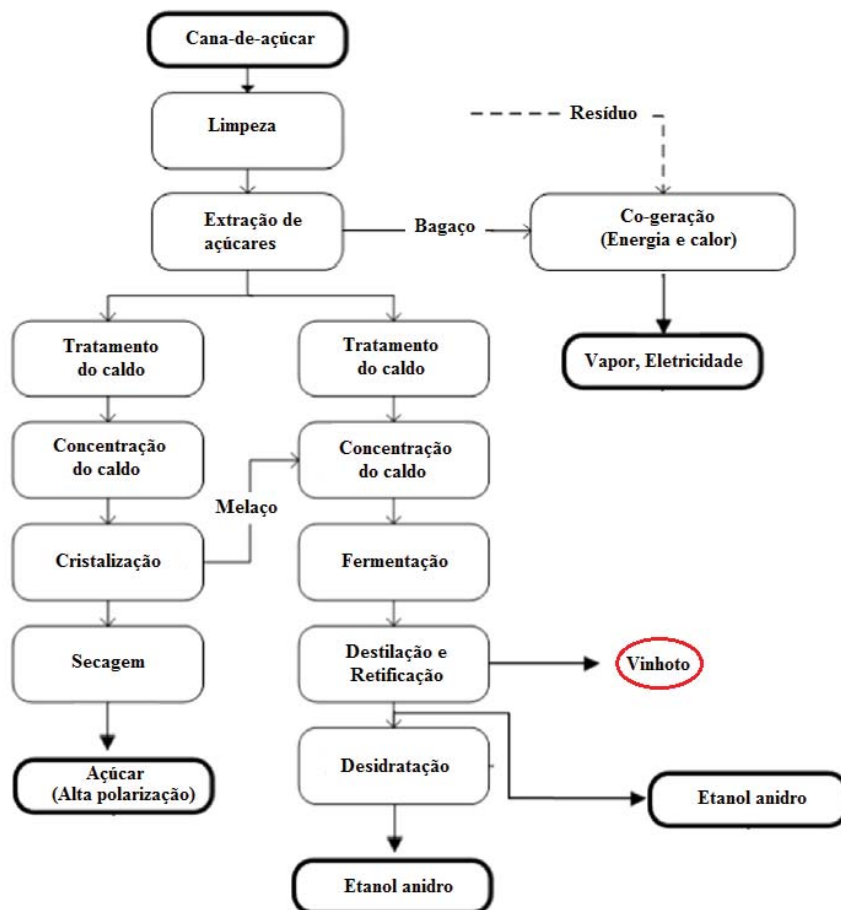 Cana-de-açúcar
Limpeza
Resíduo
Extração de
açúcares
Bagaço
Co-geração
(Energia e calor)
Tratamento
do caldo
Tratamento
do caldo
Vapor, Eletricidade
Concentração
do caldo
Concentração
do caldo
Melaço
Cristalização
Fermentação
Secagem
Destilação e
Retificação
Vinhoto
Açúcar
(Alta polarização)
Desidratação
Etanol anidro
Etanol anidro